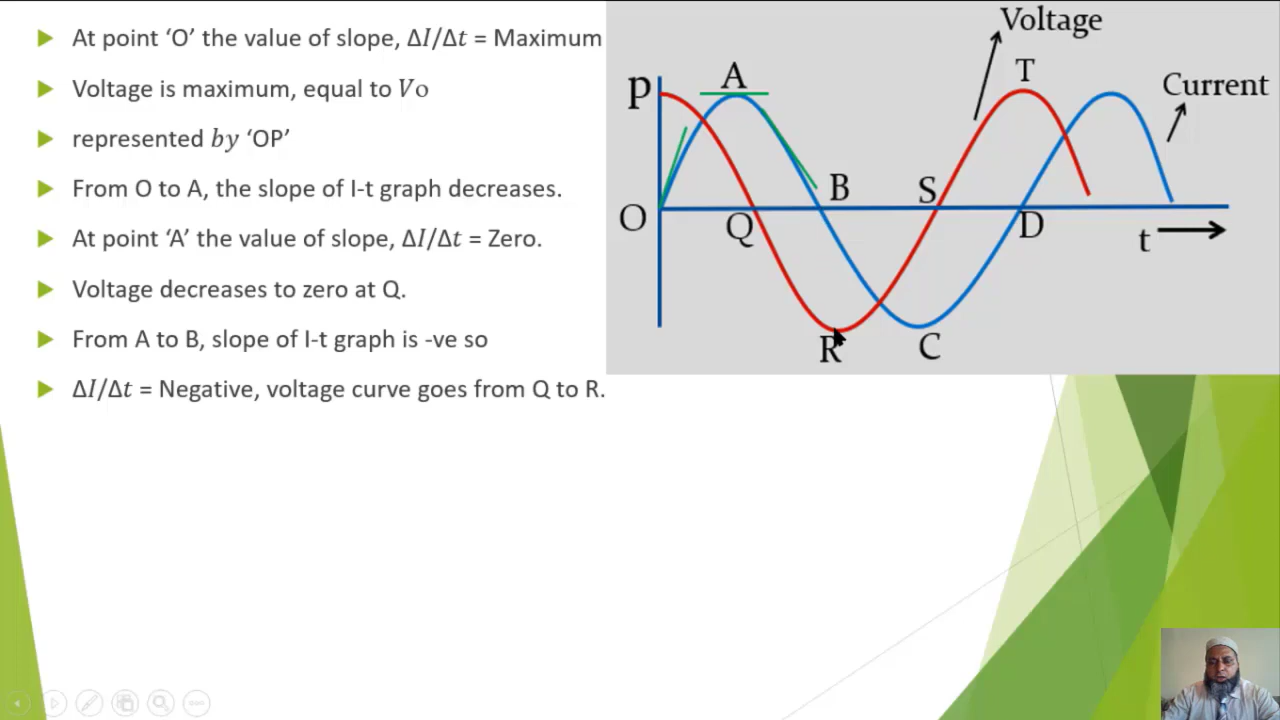 At point ‘O’ the value of slope, Δ𝐼/Δ𝑡 = Maximum
Voltage is maximum, equal to 𝑉o
represented 𝑏𝑦 ‘OP’
From O to A, the slope of I-t graph decreases.
At point ‘A’ the value of slope, Δ𝐼/Δ𝑡 = Zero.
Voltage decreases to zero at Q.
From A to B, slope of I-t graph is -ve so
Δ𝐼/Δ𝑡 = Negative, voltage curve goes from Q to R.
Voltage
P
A
T
Current
B
S
O
Q
D
t
R
C